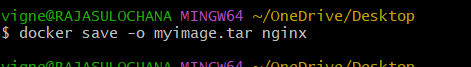 vigne@RAJASULOCHANA MINGW64 ~/OneDrive/Desktop
$ docker save -o myimage.tar nginx
vigne@RAJASULOCHANA MINGW64 ~/OneDrive/Desktop